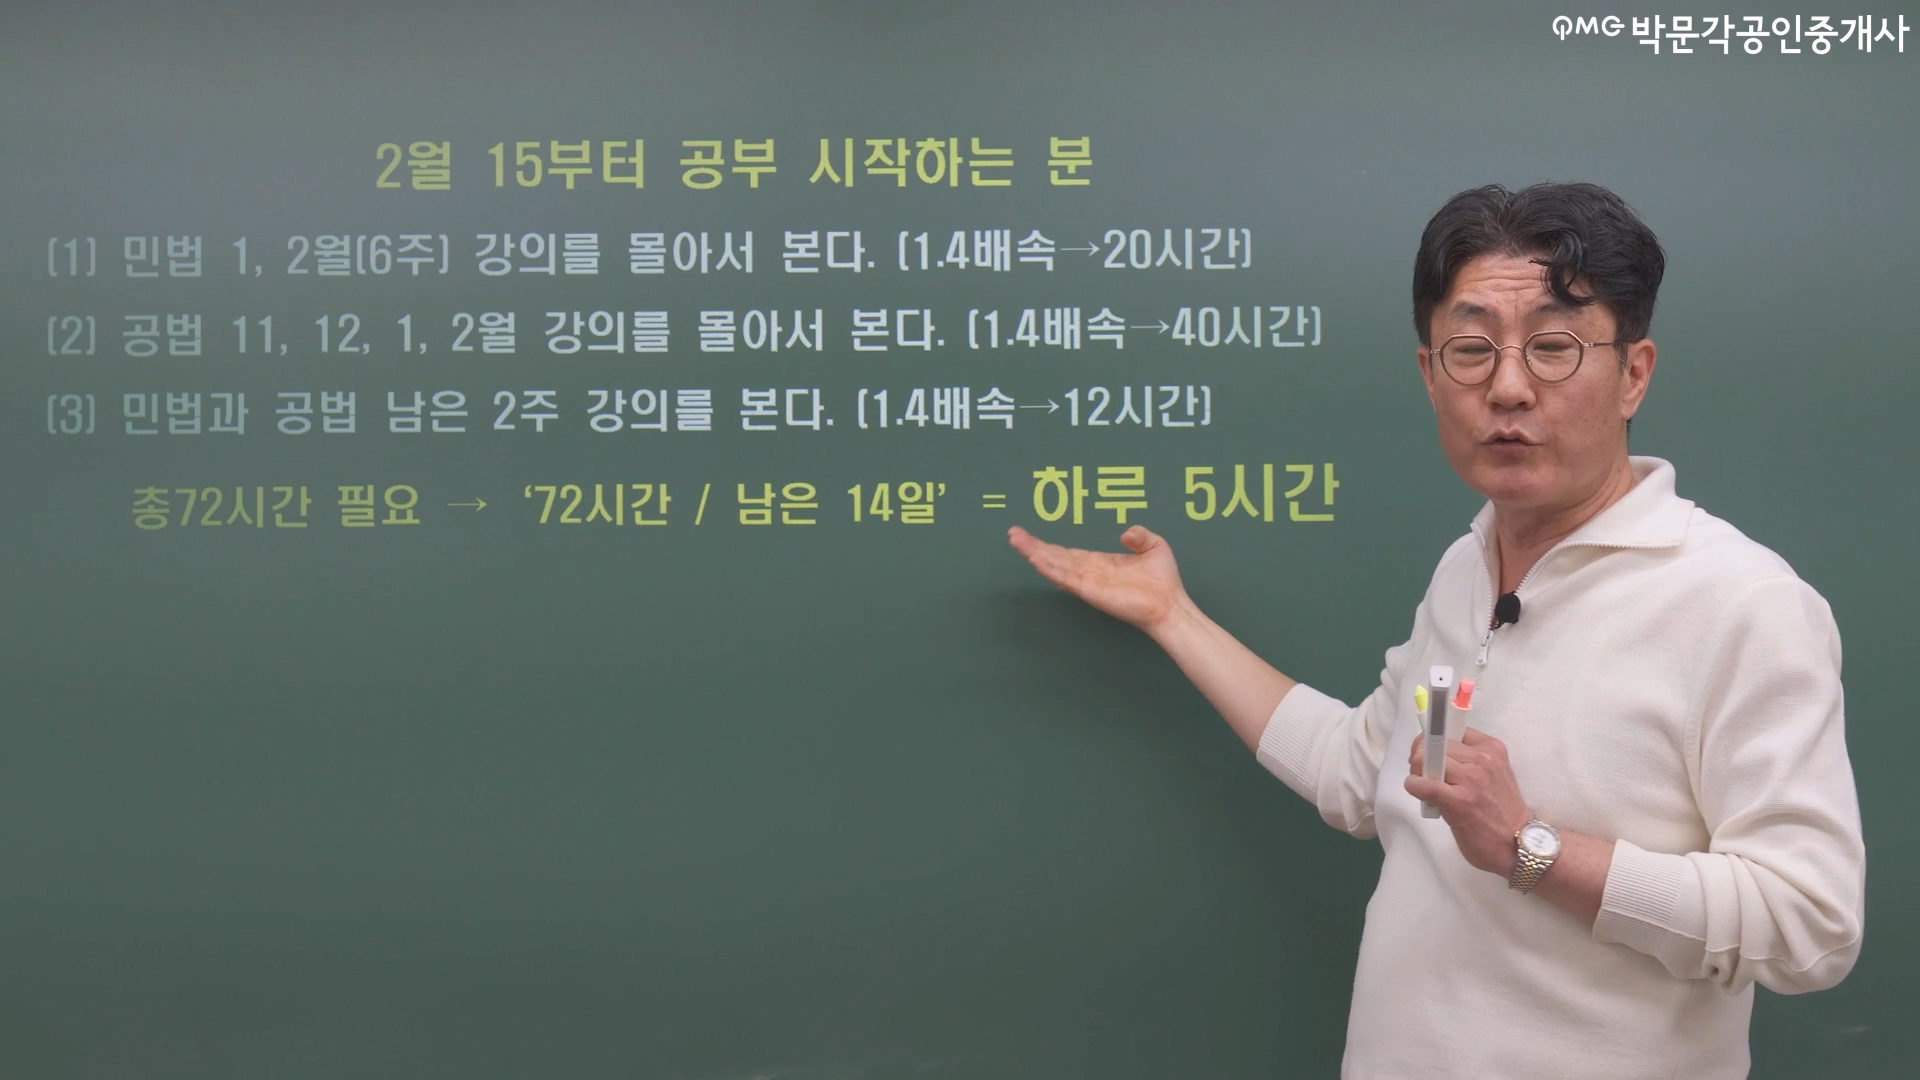 PMG 박문각공인중개사
2월 15부터 공부 시작하는 분
(1) 민법 1, 2월(6주) 강의를 몰아서 본다. (1.4배속→20시간)
(2) 공법 11, 12, 1, 2월 강의를 몰아서 본다. (1.4배속→40시간)
(3) 민법과 공법 남은 2주 강의를 본다. (1.4배속→12시간)
총72시간 필요 → ‘72시간 / 남은 14일’ = 하루 5시간